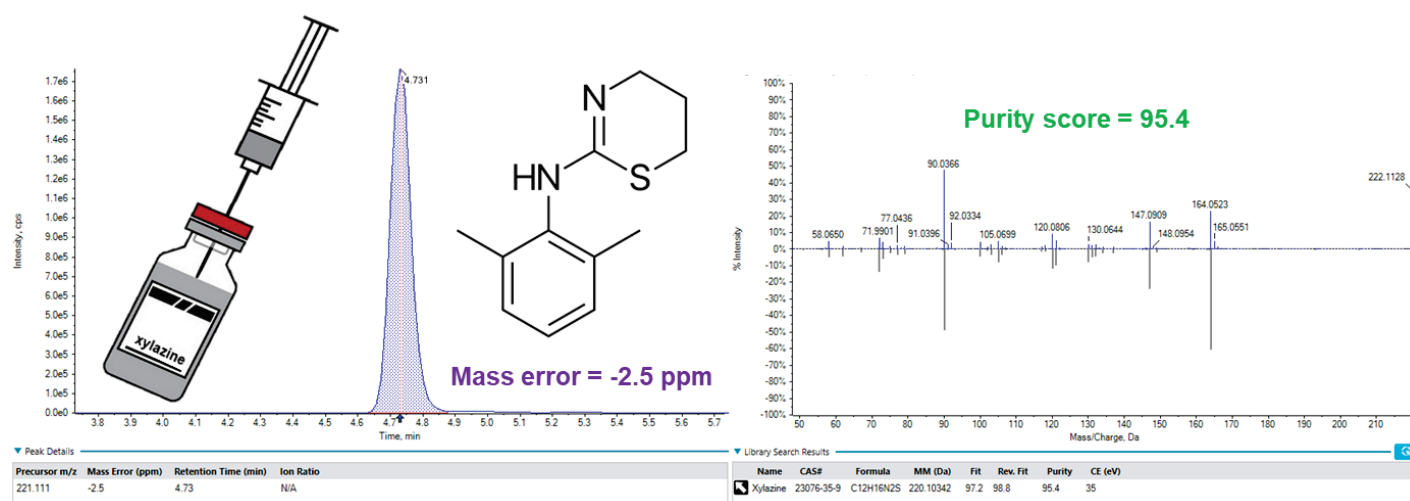 xylazine
1.7e6
1.6e6
1.4e6
1.3e6
1.2e6
1.1e6
1.0e6
9.0e5
8.0e5
7.0e5
6.0e5
5.0e5
4.0e5
3.0e5
2.0e5
1.0e5
0.0e0
Intensity, cps
4.731
N
HN
S
Mass error = -2.5 ppm
3.8 3.9 4.0 4.1 4.2 4.3 4.4 4.5 4.6 4.7 4.8 4.9 5.0 5.1 5.2 5.3 5.4 5.5 5.6 5.7
Time, min
100%
90%
80%
70%
60%
50%
40%
30%
20%
10%
0%
-10%
-20%
-30%
-40%
-50%
-60%
-70%
-80%
-90%
-100%
% Intensity
Purity score = 95.4
90.0366
222.1128
164.0523
147.0909
77.0436
92.0334
120.0806
58.0650
71.9901
91.0396
105.0699
130.0644
148.0954
165.0551
50 60 70 80 90 100 110 120 130 140 150 160 170 180 190 200 210
Mass/Charge, Da
Peak Details
Precursor m/z Mass Error (ppm) Retention Time (min) Ion Ratio
221.111 -2.5 4.73 N/A
Library Search Results
Name CAS# Formula MM (Da) Fit Rev. Fit Purity CE (eV)
Xylazine 23076-35-9 C12H16N2S 220.10342 97.2 98.8 95.4 35